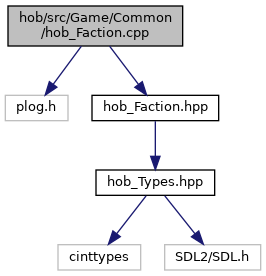 hob/src/Game/Common
/hob_Faction.cpp
plog.h
hob_Faction.hpp
hob_Types.hpp
cinttypes
SDL2/SDL.h